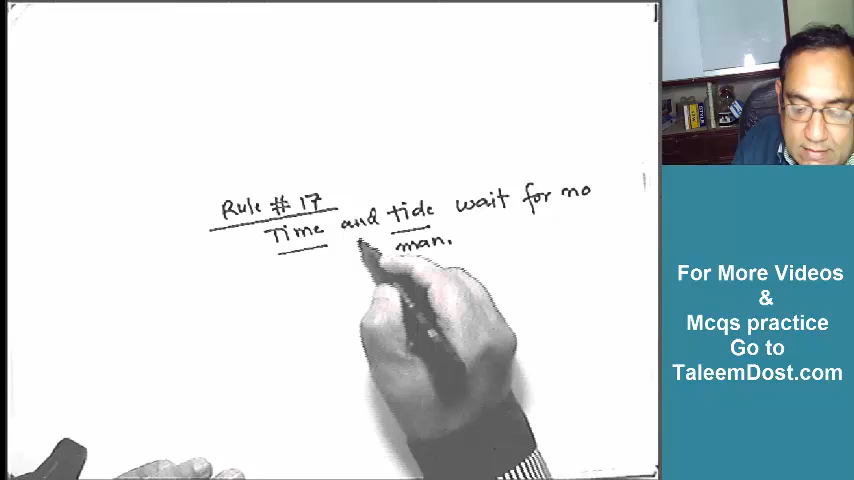 Rule # 17
Time and tide wait for no
man.
For More Videos
&
Mcqs practice
Go to
TaleemDost.com